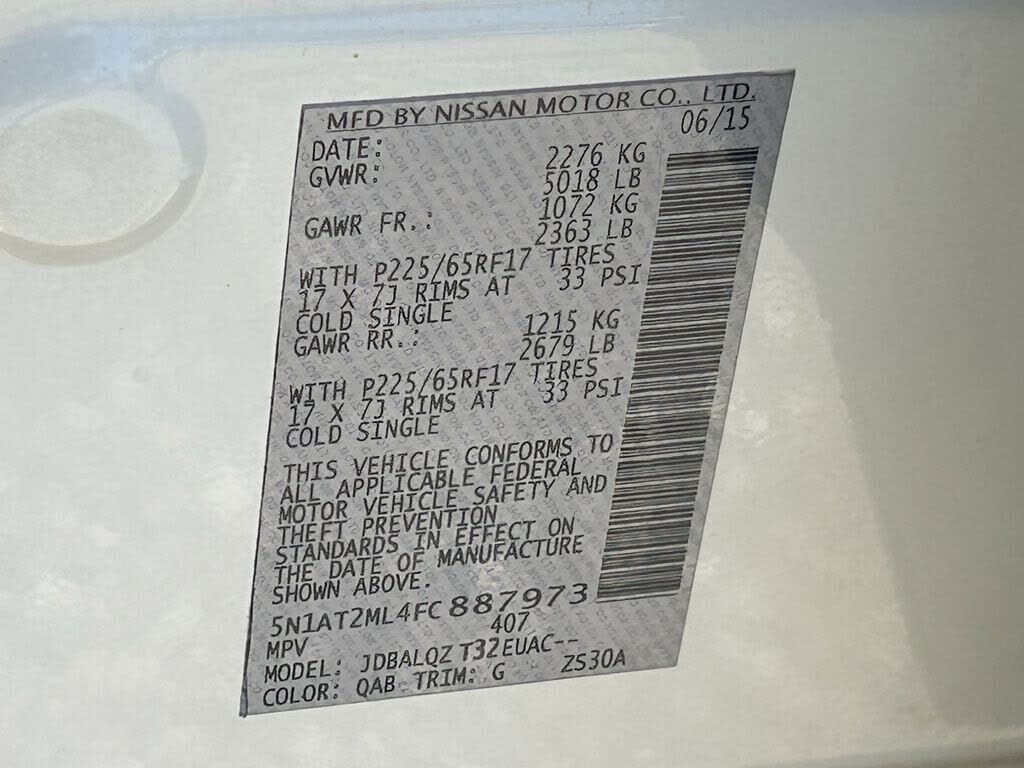 MFD BY NISSAN MOTOR CO., LTD.
DATE: 06/15
GVWR: 2276 KG
5018 LB
GAWR FR.: 1072 KG
2363 LB
WITH P225/65RF17 TIRES
17 X 7J RIMS AT 33 PSI
COLD SINGLE
GAWR RR.: 1215 KG
2679 LB
WITH P225/65RF17 TIRES
17 X 7J RIMS AT 33 PSI
COLD SINGLE
THIS VEHICLE CONFORMS TO
ALL APPLICABLE FEDERAL
MOTOR VEHICLE SAFETY AND
THEFT PREVENTION
STANDARDS IN EFFECT ON
THE DATE OF MANUFACTURE
SHOWN ABOVE.
5N1AT2ML4FC887973
MPV 407
MODEL: JDBALQZ T32EUAC--
COLOR: QAB TRIM: G ZS30A